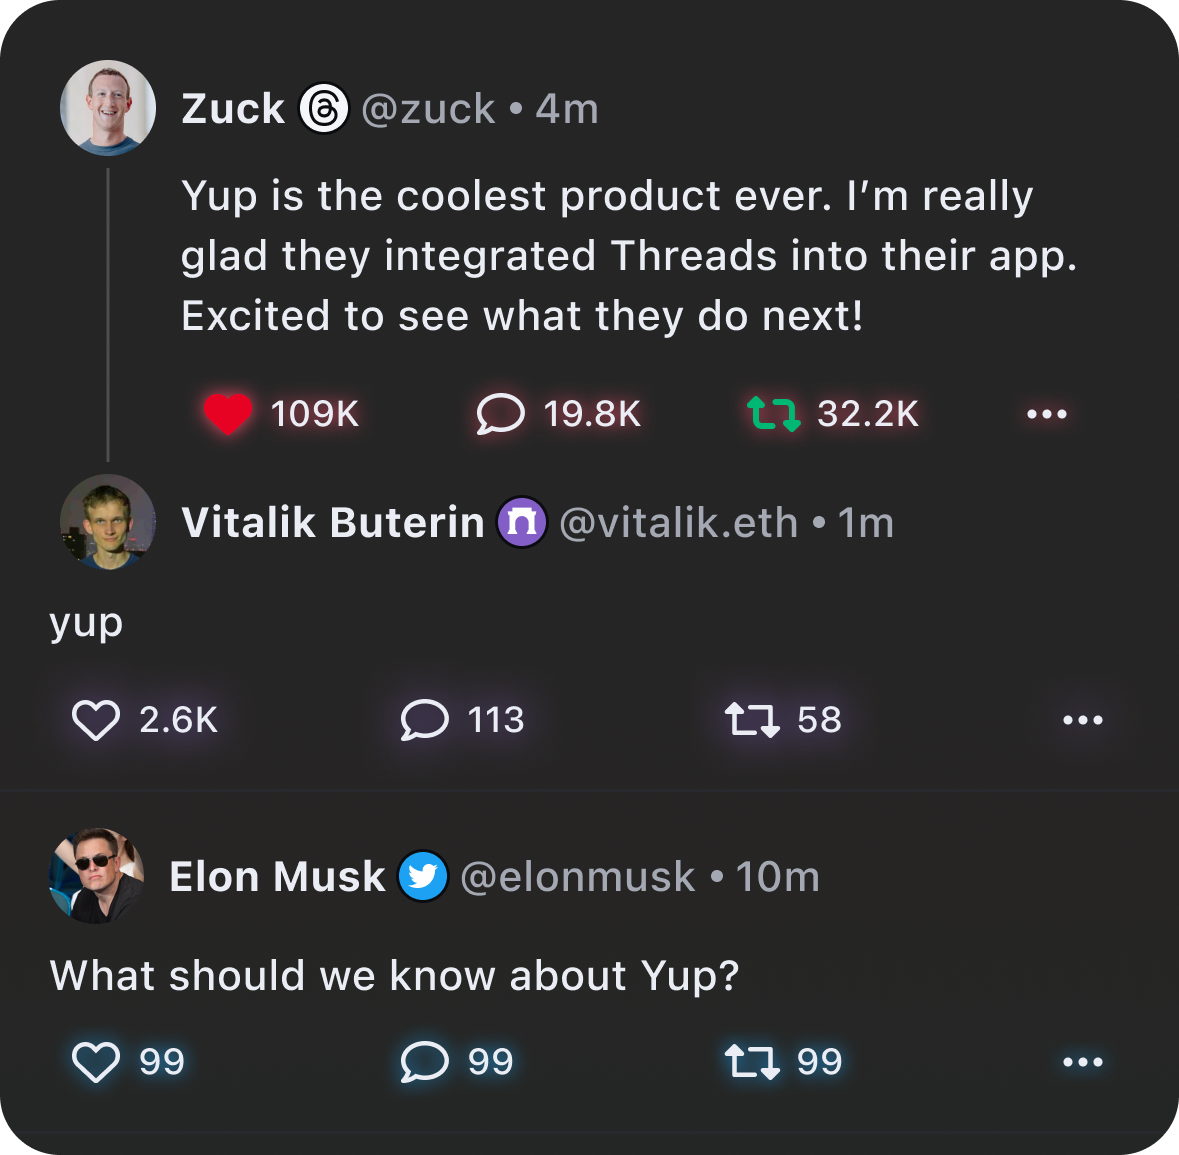 Zuck @zuck • 4m
Yup is the coolest product ever. I’m really
glad they integrated Threads into their app.
Excited to see what they do next!
109K 19.8K 32.2K
Vitalik Buterin @vitalik.eth • 1m
yup
2.6K 113 58
Elon Musk @elonmusk • 10m
What should we know about Yup?
99 99 99